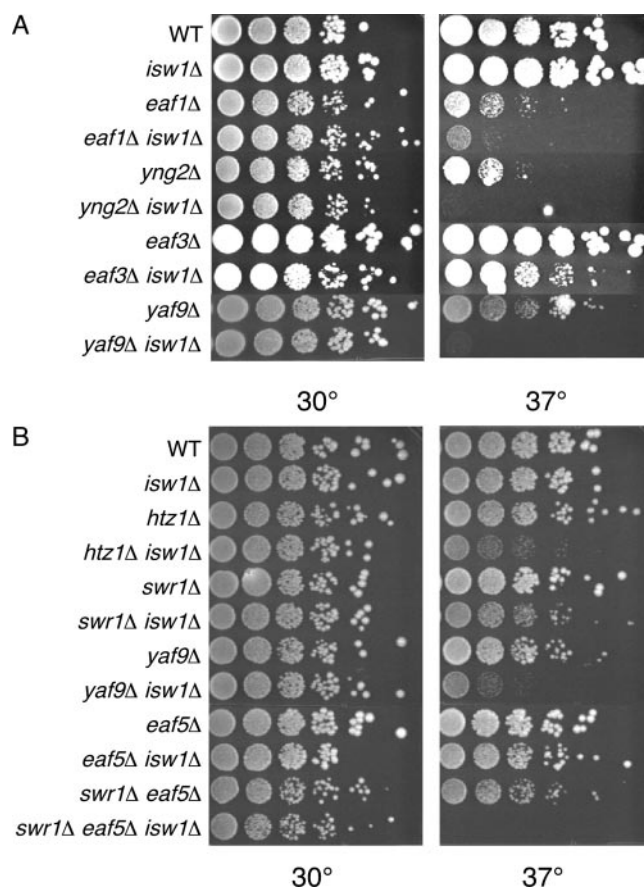 A
WT
isw1Δ
eaf1Δ
eaf1Δ isw1Δ
yng2Δ
yng2Δ isw1Δ
eaf3Δ
eaf3Δ isw1Δ
yaf9Δ
yaf9Δ isw1Δ
30° 37°
B
WT
isw1Δ
htz1Δ
htz1Δ isw1Δ
swr1Δ
swr1Δ isw1Δ
yaf9Δ
yaf9Δ isw1Δ
eaf5Δ
eaf5Δ isw1Δ
swr1Δ eaf5Δ
swr1Δ eaf5Δ isw1Δ
30° 37°